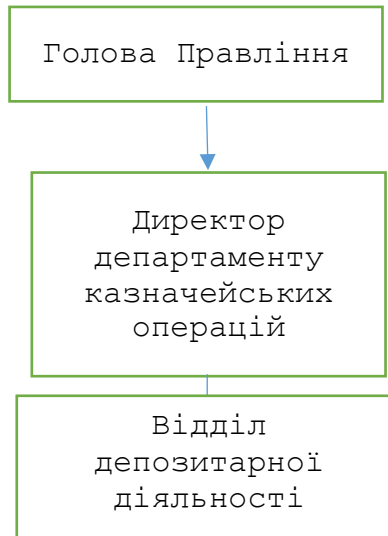 Голова Правління
Директор
департаменту
казначейських
операцій
Відділ
депозитарної
діяльності